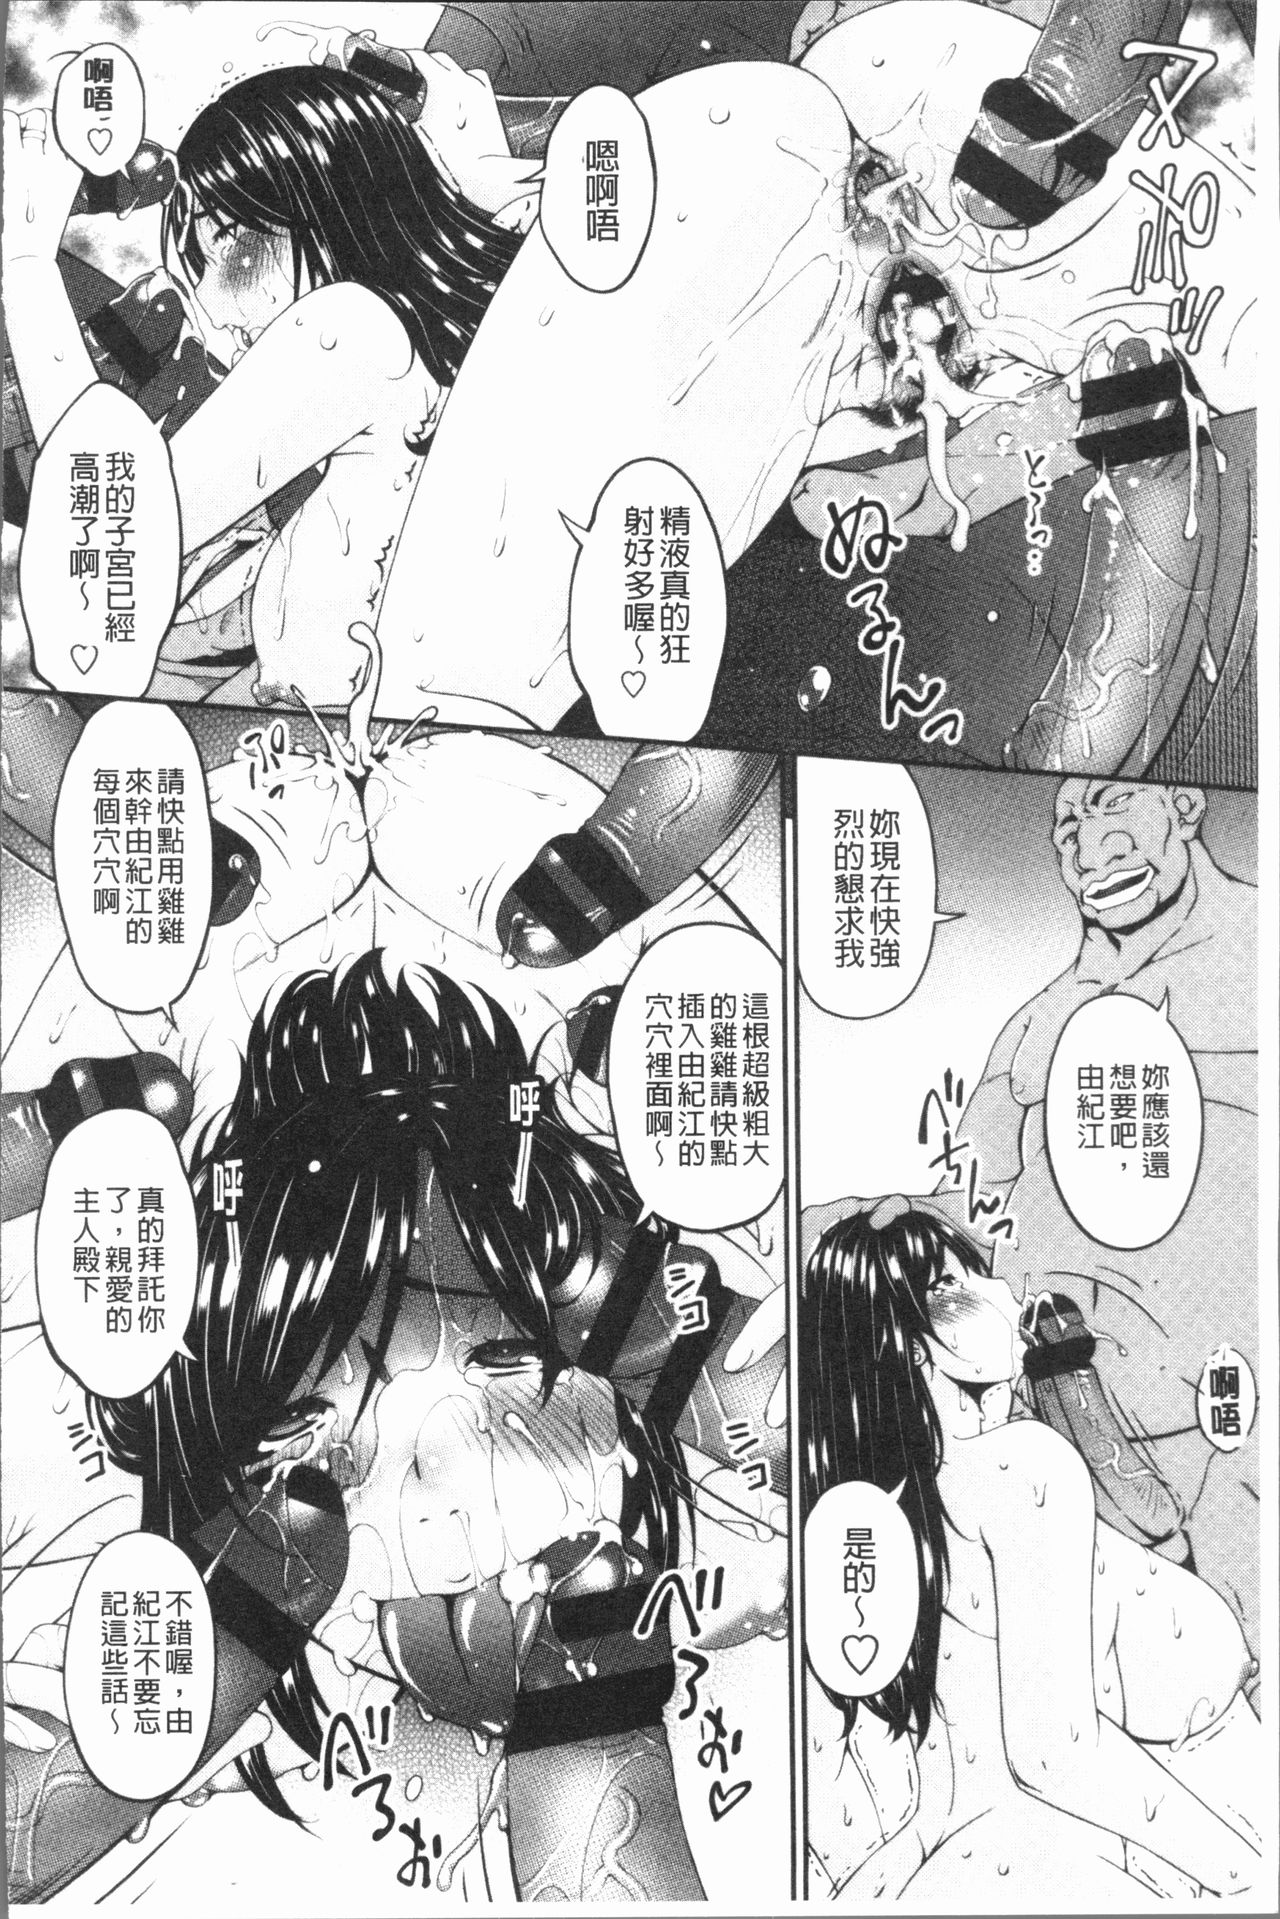 ヌポッ
嗯啊唔
啊唔♡
とろっ…
ぬるんっ
精液真的狂
射好多喔～♡
我的子宮已經
高潮了啊～♡
妳現在快強
烈的懇求我
妳應該還
想要吧，
由紀江
びちんっ
啊唔
是的～♡
ぷぴっ
請快點用雞雞
來幹由紀江的
每個穴穴啊
這根超級粗大
的雞雞請快點
插入由紀江的
穴穴裡面啊～
呼
呼
真的拜託你
了，親愛的
主人殿下
シコ
シコ
シコ
シコ
不錯喔，由
紀江不要忘
記這些話～
べろぉ♡
べろぉ